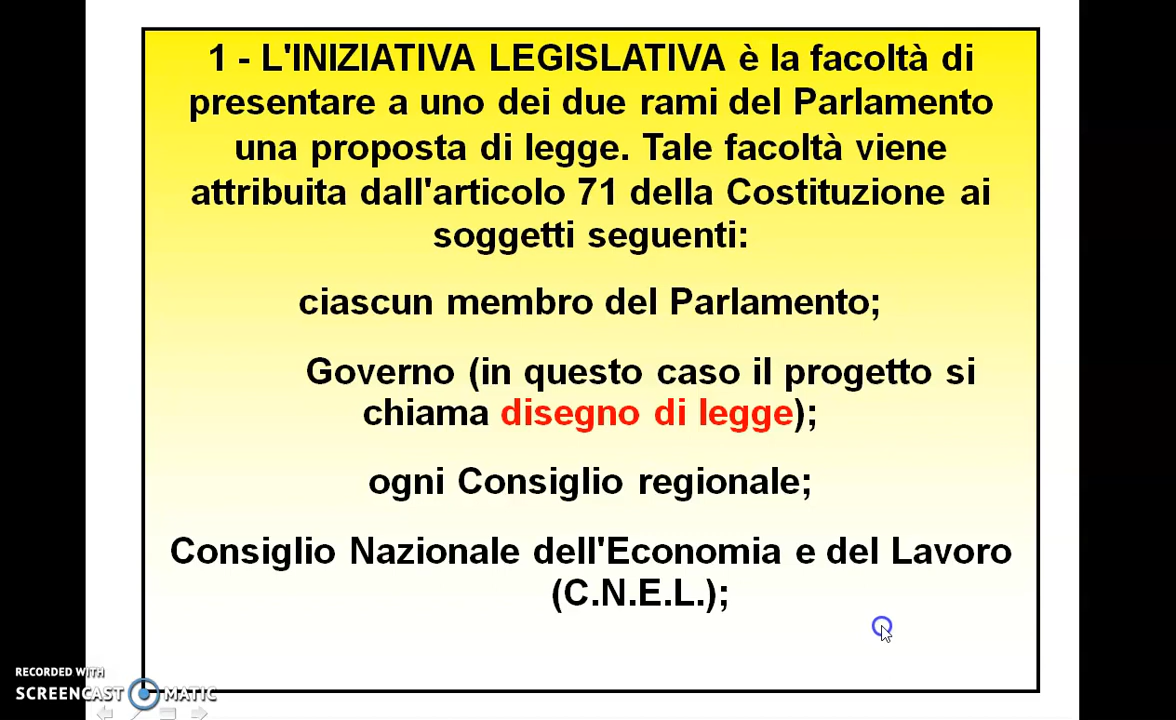 1 - L'INIZIATIVA LEGISLATIVA è la facoltà di
presentare a uno dei due rami del Parlamento
una proposta di legge. Tale facoltà viene
attribuita dall'articolo 71 della Costituzione ai
soggetti seguenti:
ciascun membro del Parlamento;
Governo (in questo caso il progetto si
chiama disegno di legge);
ogni Consiglio regionale;
Consiglio Nazionale dell'Economia e del Lavoro
(C.N.E.L.);
RECORDED WITH
SCREENCAST MATIC